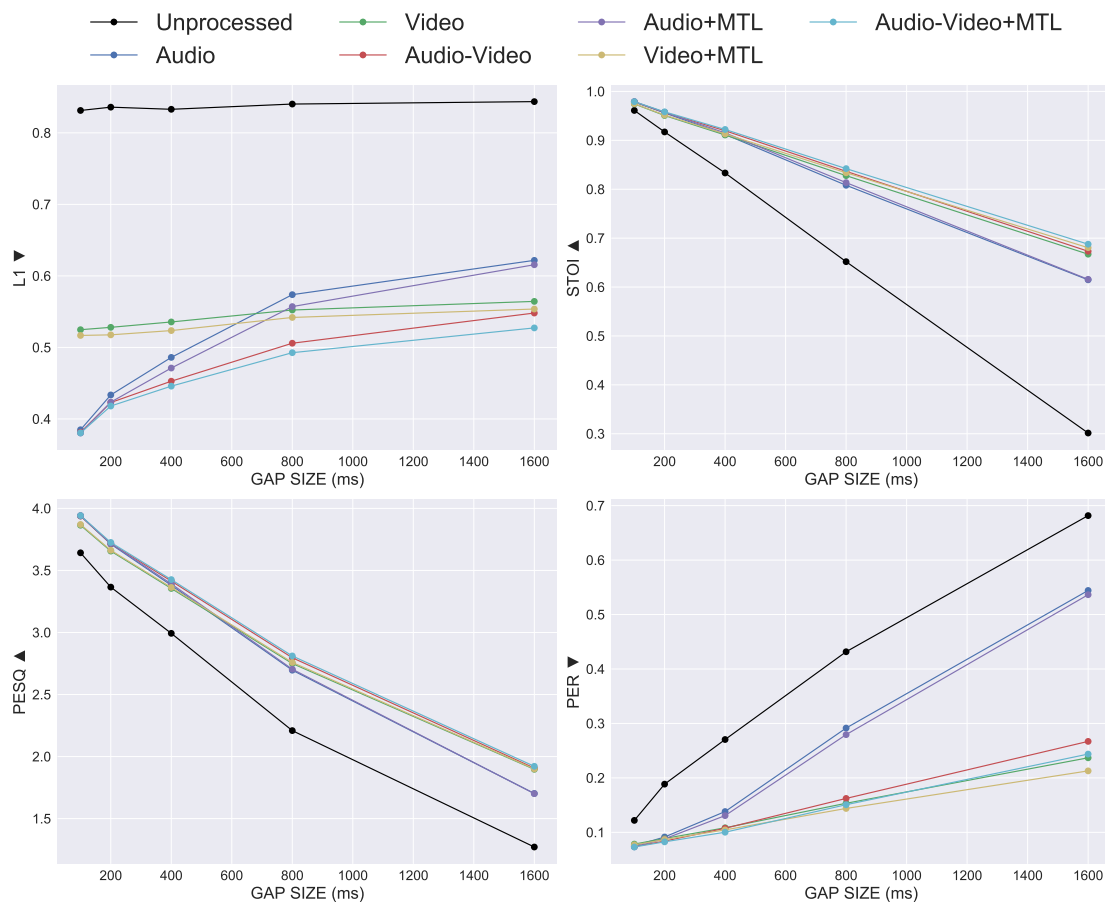 Unprocessed Video Audio+MTL Audio-Video+MTL
Audio Audio-Video Video+MTL
0.8
0.7
0.6
0.5
0.4
L1 ▼
200 400 600 800 1000 1200 1400 1600
GAP SIZE (ms)
1.0
0.9
0.8
0.7
0.6
0.5
0.4
0.3
STOI ▲
200 400 600 800 1000 1200 1400 1600
GAP SIZE (ms)
4.0
3.5
3.0
2.5
2.0
1.5
PESQ ▲
200 400 600 800 1000 1200 1400 1600
GAP SIZE (ms)
0.7
0.6
0.5
0.4
0.3
0.2
0.1
PER ▼
200 400 600 800 1000 1200 1400 1600
GAP SIZE (ms)